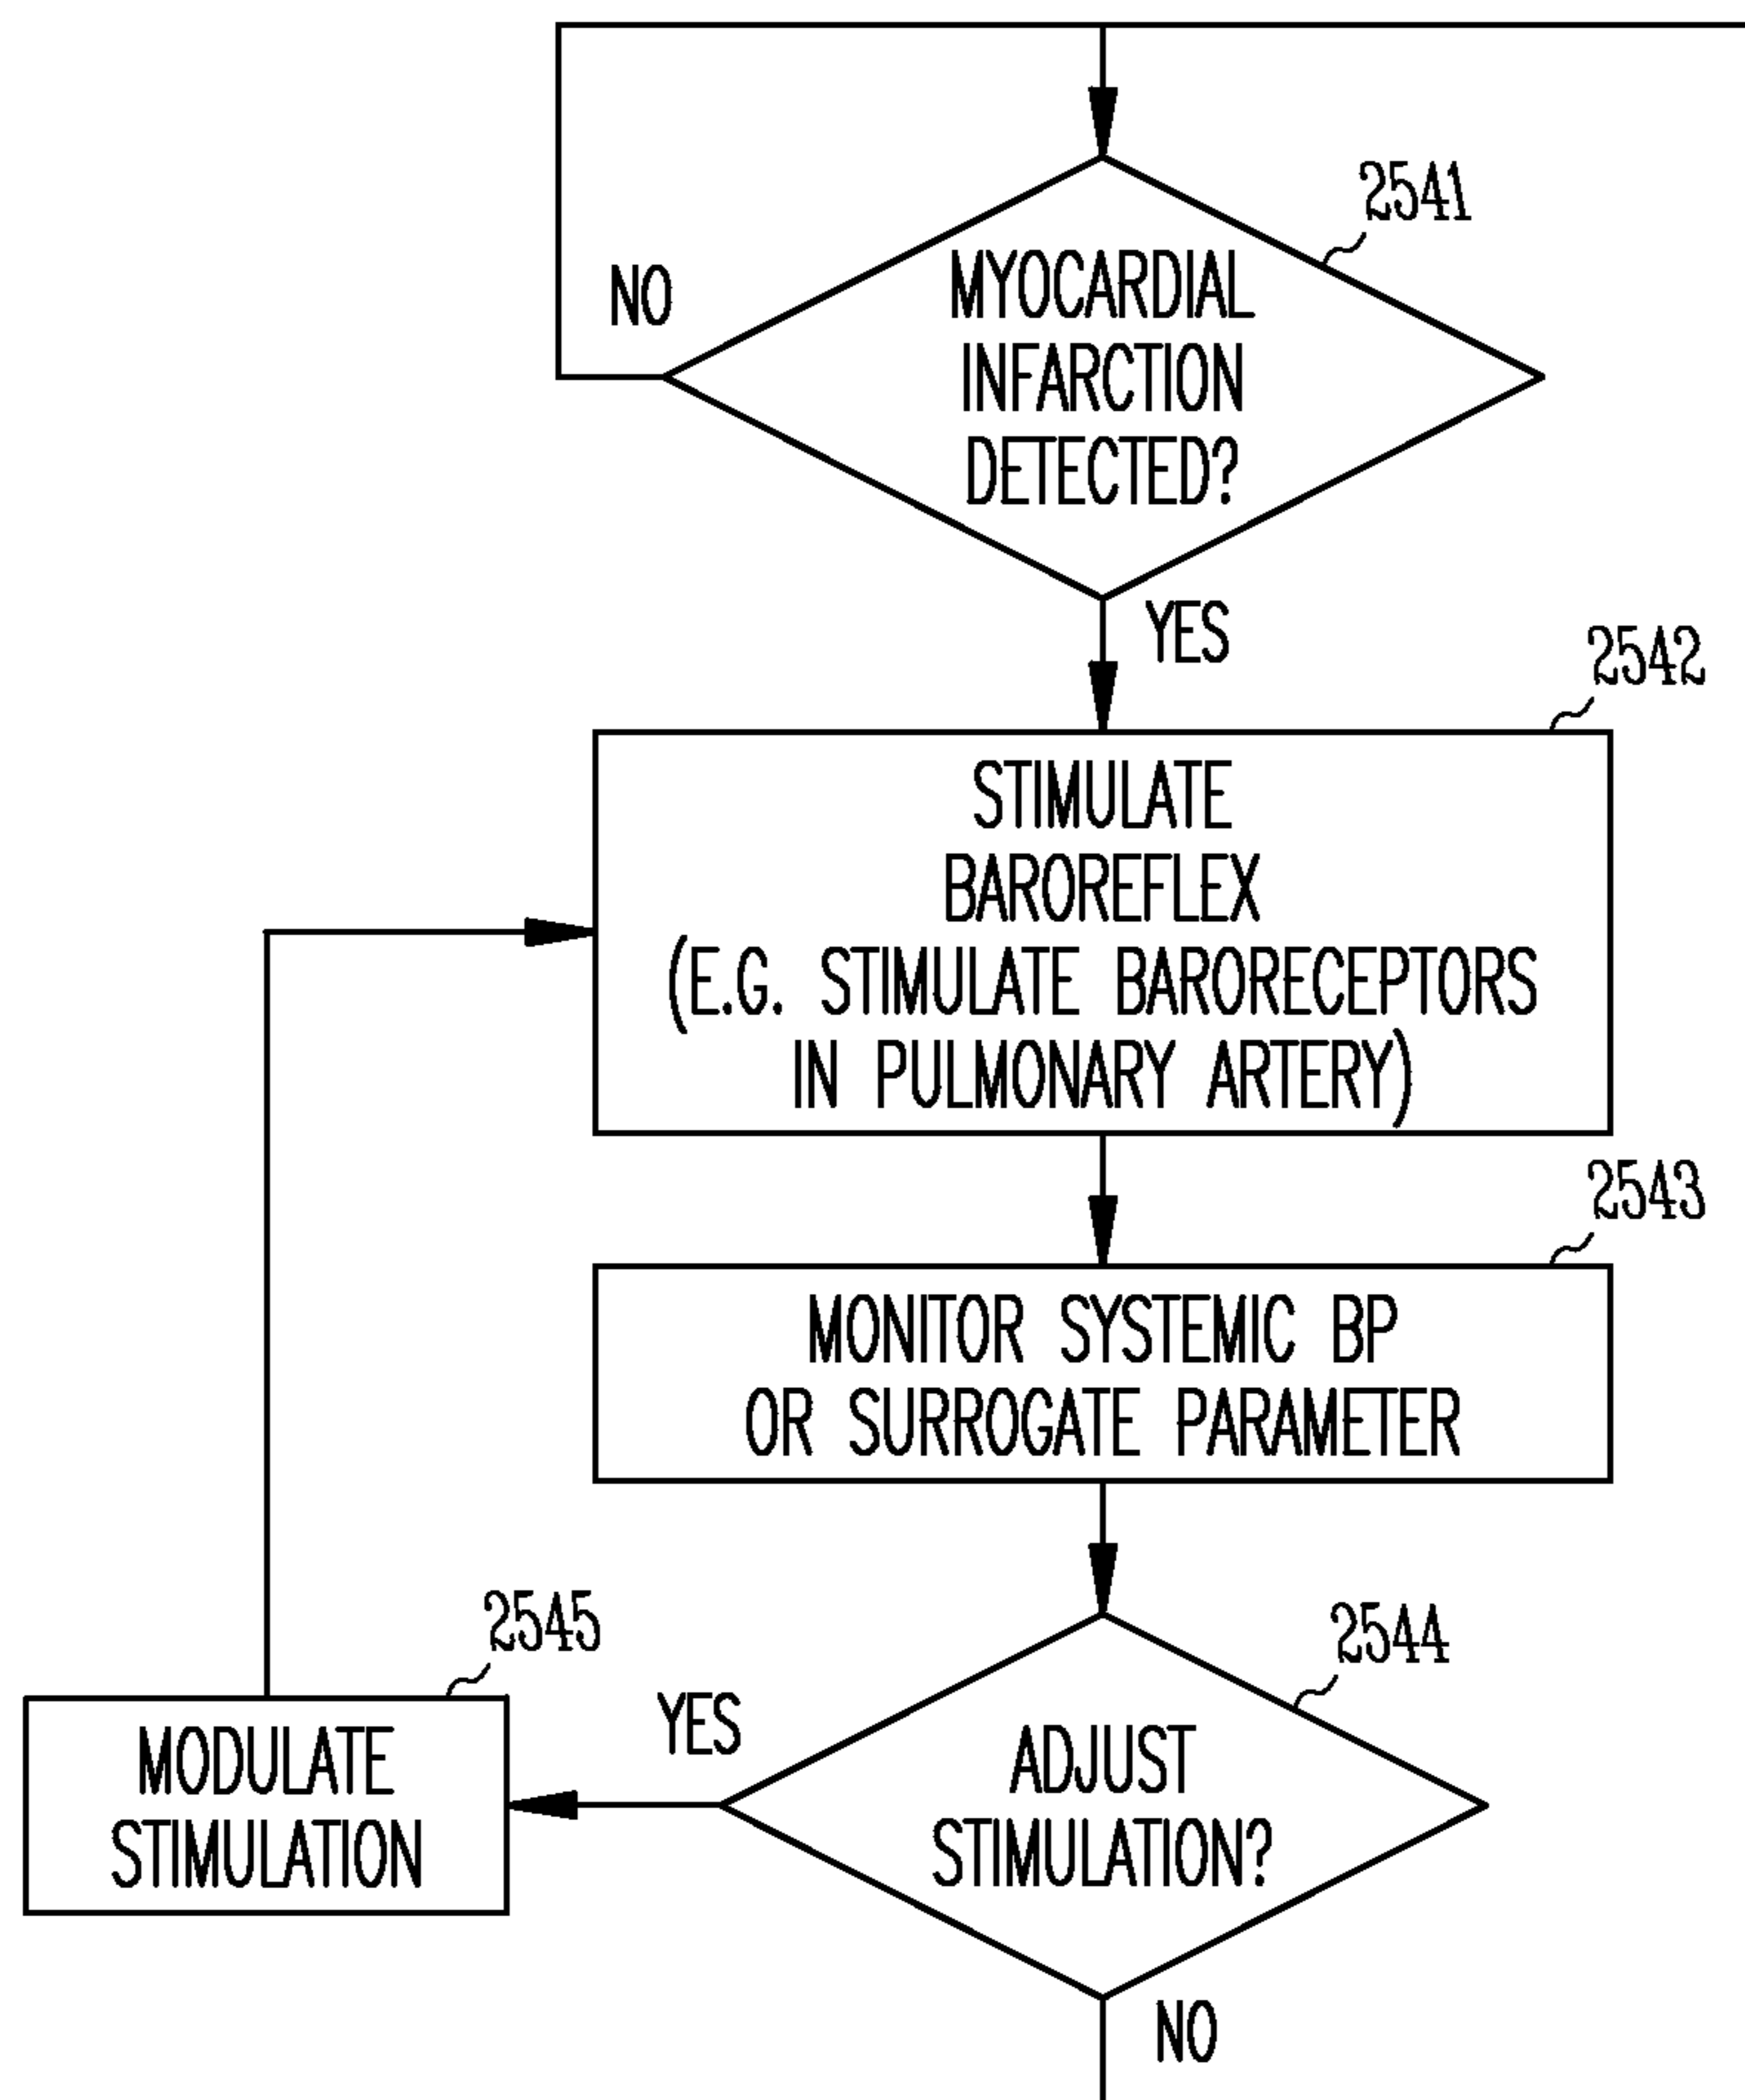 2541
MYOCARDIAL
INFARCTION
DETECTED?
NO
YES
2542
STIMULATE
BAROREFLEX
(E.G. STIMULATE BARORECEPTORS
IN PULMONARY ARTERY)
2543
MONITOR SYSTEMIC BP
OR SURROGATE PARAMETER
2544
ADJUST
STIMULATION?
YES
2545
MODULATE
STIMULATION
NO